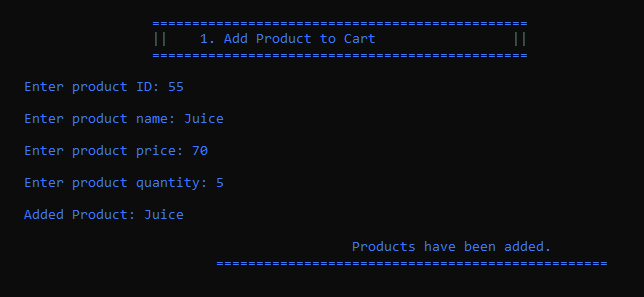 ===============================================
||    1. Add Product to Cart                 ||
===============================================
Enter product ID: 55
Enter product name: Juice
Enter product price: 70
Enter product quantity: 5
Added Product: Juice
Products have been added.
=================================================